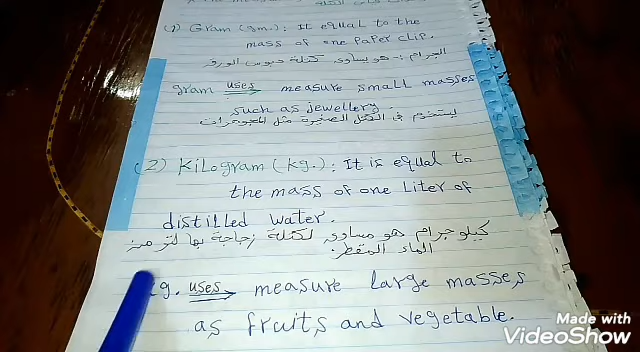 (1) Gram (gm.): It equal to the
mass of one Paper clip.
الجرام :- هو يساوى كتلة دبوس الورق
gram uses measure small masses
such as jewellery.
ليستخدم فى الكتل الصغيرة مثل المجوهرات
(2) Kilogram (kg.): It is equal to
the mass of one Liter of
distilled water.
كيلو جرام هو مساوى لكتلة زجاجة بها لتر من
الماء المقطر.
g. uses measure large masses
as fruits and vegetable.
Made with
VideoShow